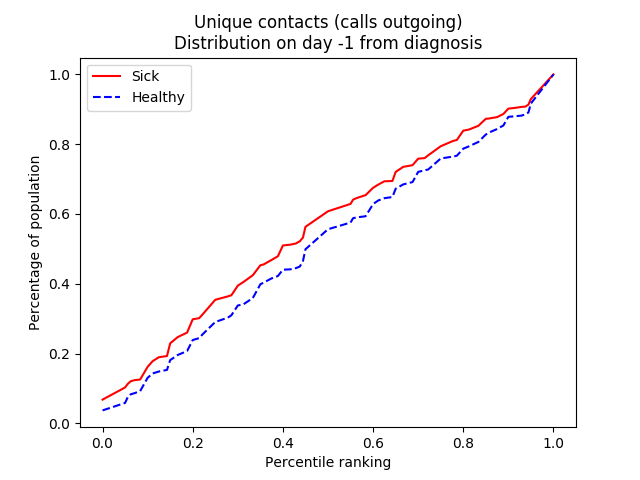 Unique contacts (calls outgoing)
Distribution on day -1 from diagnosis
Sick
Healthy
Percentage of population
1.0
0.8
0.6
0.4
0.2
0.0
0.0 0.2 0.4 0.6 0.8 1.0
Percentile ranking